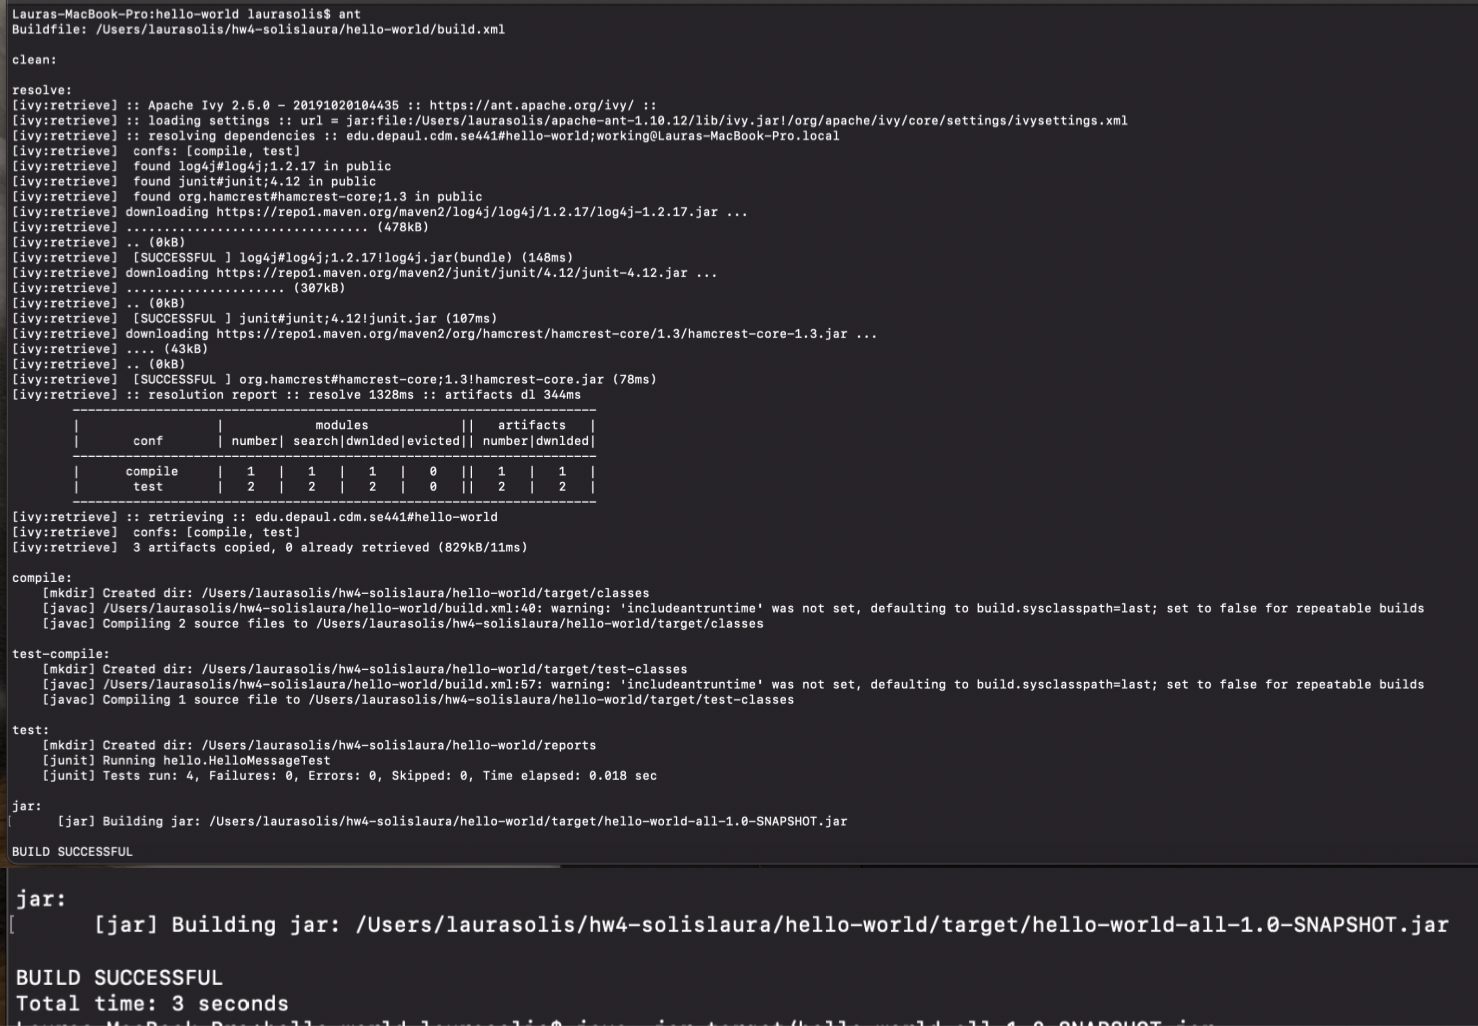 Lauras-MacBook-Pro:hello-world laurasolis$ ant
Buildfile: /Users/laurasolis/hw4-solislaura/hello-world/build.xml
clean:
resolve:
[ivy:retrieve] :: Apache Ivy 2.5.0 - 20191020104435 :: https://ant.apache.org/ivy/ ::
[ivy:retrieve] :: loading settings :: url = jar:file:/Users/laurasolis/apache-ant-1.10.12/lib/ivy.jar!/org/apache/ivy/core/settings/ivysettings.xml
[ivy:retrieve] :: resolving dependencies :: edu.depaul.cdm.se441#hello-world;working@Lauras-MacBook-Pro.local
[ivy:retrieve]  confs: [compile, test]
[ivy:retrieve]  found log4j#log4j;1.2.17 in public
[ivy:retrieve]  found junit#junit;4.12 in public
[ivy:retrieve]  found org.hamcrest#hamcrest-core;1.3 in public
[ivy:retrieve] downloading https://repo1.maven.org/maven2/log4j/log4j/1.2.17/log4j-1.2.17.jar ...
[ivy:retrieve] ................................ (478kB)
[ivy:retrieve] .. (0kB)
[ivy:retrieve]  [SUCCESSFUL ] log4j#log4j;1.2.17!log4j.jar(bundle) (148ms)
[ivy:retrieve] downloading https://repo1.maven.org/maven2/junit/junit/4.12/junit-4.12.jar ...
[ivy:retrieve] ..................... (307kB)
[ivy:retrieve] .. (0kB)
[ivy:retrieve]  [SUCCESSFUL ] junit#junit;4.12!junit.jar (107ms)
[ivy:retrieve] downloading https://repo1.maven.org/maven2/org/hamcrest/hamcrest-core/1.3/hamcrest-core-1.3.jar ...
[ivy:retrieve] .... (43kB)
[ivy:retrieve] .. (0kB)
[ivy:retrieve]  [SUCCESSFUL ] org.hamcrest#hamcrest-core;1.3!hamcrest-core.jar (78ms)
[ivy:retrieve] :: resolution report :: resolve 1328ms :: artifacts dl 344ms
---------------------------------------------------------------------
|                  |            modules            ||   artifacts   |
|       conf       | number| search|dwnlded|evicted|| number|dwnlded|
---------------------------------------------------------------------
|      compile     |   1   |   1   |   1   |   0   ||   1   |   1   |
|       test       |   2   |   2   |   2   |   0   ||   2   |   2   |
---------------------------------------------------------------------
[ivy:retrieve] :: retrieving :: edu.depaul.cdm.se441#hello-world
[ivy:retrieve]  confs: [compile, test]
[ivy:retrieve]  3 artifacts copied, 0 already retrieved (829kB/11ms)
compile:
[mkdir] Created dir: /Users/laurasolis/hw4-solislaura/hello-world/target/classes
[javac] /Users/laurasolis/hw4-solislaura/hello-world/build.xml:40: warning: 'includeantruntime' was not set, defaulting to build.sysclasspath=last; set to false for repeatable builds
[javac] Compiling 2 source files to /Users/laurasolis/hw4-solislaura/hello-world/target/classes
test-compile:
[mkdir] Created dir: /Users/laurasolis/hw4-solislaura/hello-world/target/test-classes
[javac] /Users/laurasolis/hw4-solislaura/hello-world/build.xml:57: warning: 'includeantruntime' was not set, defaulting to build.sysclasspath=last; set to false for repeatable builds
[javac] Compiling 1 source file to /Users/laurasolis/hw4-solislaura/hello-world/target/test-classes
test:
[mkdir] Created dir: /Users/laurasolis/hw4-solislaura/hello-world/reports
[junit] Running hello.HelloMessageTest
[junit] Tests run: 4, Failures: 0, Errors: 0, Skipped: 0, Time elapsed: 0.018 sec
jar:
[      [jar] Building jar: /Users/laurasolis/hw4-solislaura/hello-world/target/hello-world-all-1.0-SNAPSHOT.jar
BUILD SUCCESSFUL
jar:
[      [jar] Building jar: /Users/laurasolis/hw4-solislaura/hello-world/target/hello-world-all-1.0-SNAPSHOT.jar
BUILD SUCCESSFUL
Total time: 3 seconds